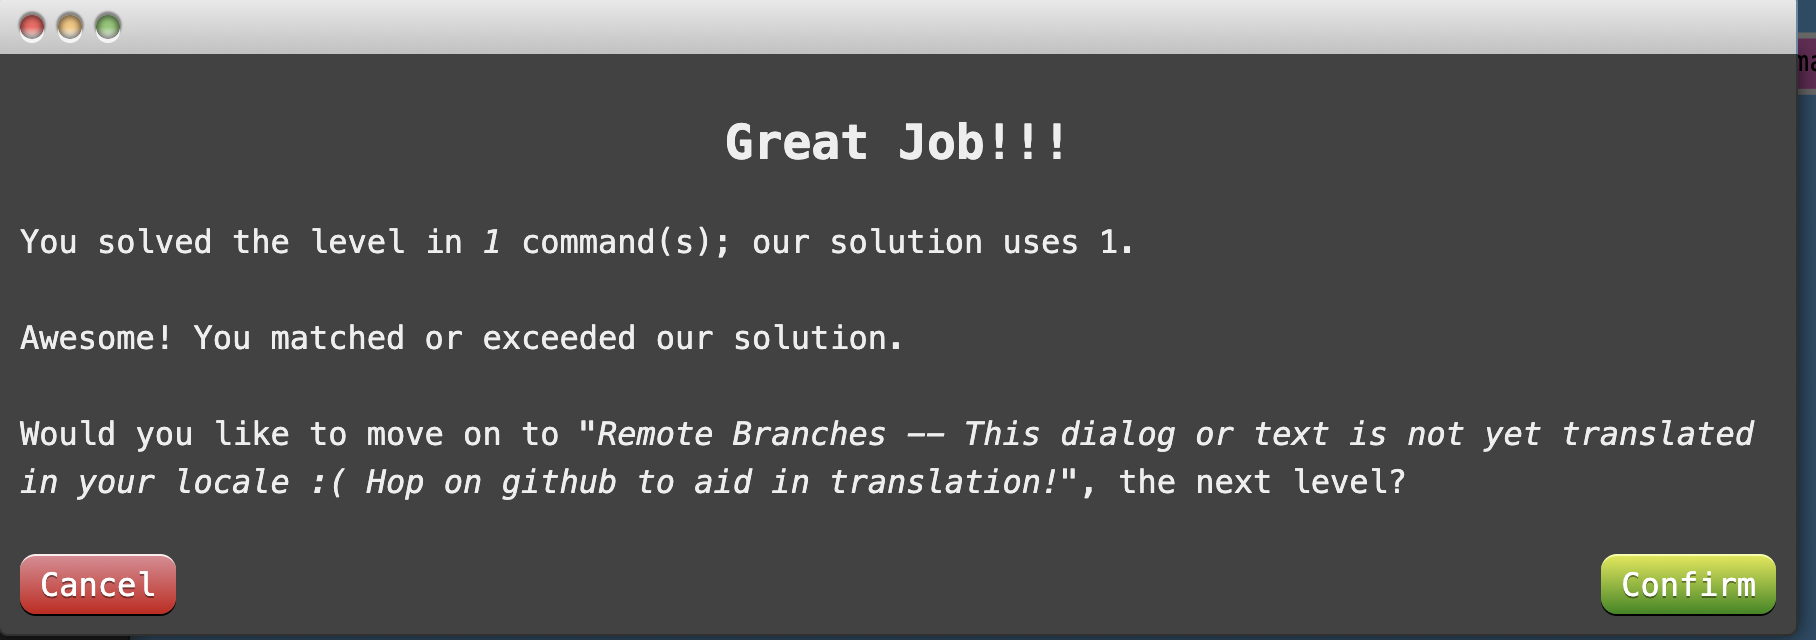 Great Job!!!
You solved the level in 1 command(s); our solution uses 1.
Awesome! You matched or exceeded our solution.
Would you like to move on to "Remote Branches -- This dialog or text is not yet translated
in your locale :( Hop on github to aid in translation!", the next level?
Cancel
Confirm